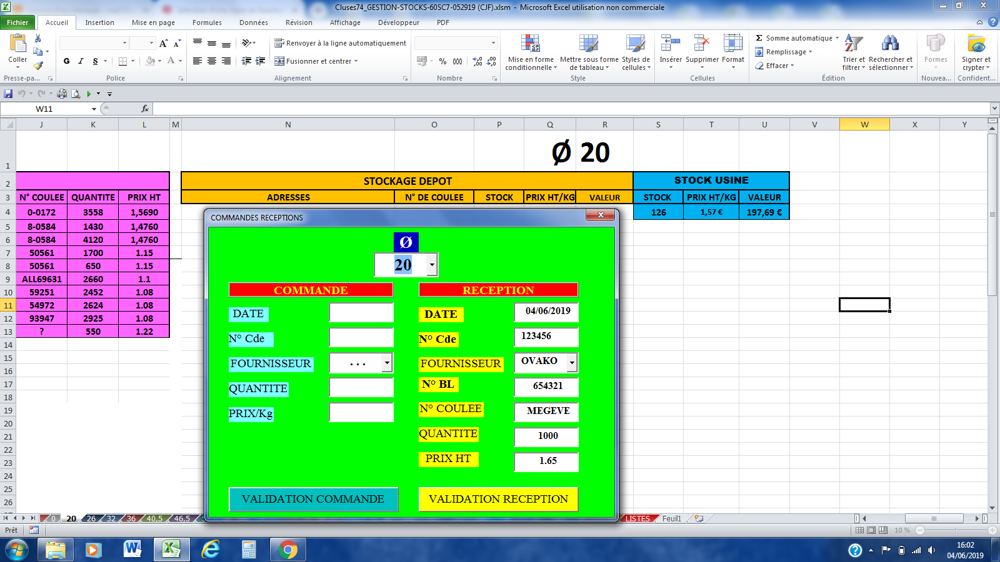 Cluses74_GESTION-STOCKS-60SC7-052919 (CJF).xlsm - Microsoft Excel utilisation non commerciale
Fichier Accueil Insertion Mise en page Formules Données Révision Affichage Développeur PDF
Coller
G I S
Renvoyer à la ligne automatiquement
Fusionner et centrer
% 000
Mise en forme conditionnelle
Mettre sous forme de tableau
Styles de cellules
Insérer Supprimer Format
Somme automatique
Remplissage
Effacer
Trier et filtrer
Rechercher et sélectionner
Formes
Signer et crypter
Presse-pa... Police Alignement Nombre Style Cellules Édition Nouvea... Confident...
W11 fx
J K L M N O P Q R S T U V W X Y
1 Ø 20
2 STOCKAGE DEPOT STOCK USINE
3 N° COULEE QUANTITE PRIX HT ADRESSES N° DE COULEE STOCK PRIX HT/KG VALEUR STOCK PRIX HT/KG VALEUR
4 0-0172 3558 1,5690 126 1,57 € 197,69 €
5 8-0584 1430 1,4760
6 8-0584 4120 1,4760
7 50561 1700 1.15
8 50561 650 1.15
9 ALL69631 2660 1.1
10 59251 2452 1.08
11 54972 2624 1.08
12 93947 2925 1.08
13 ? 550 1.22
14
15
16
17
18
19
20
21
22
23
24
25
26
COMMANDES RECEPTIONS
Ø
20
COMMANDE
DATE
N° Cde
FOURNISSEUR . . .
QUANTITE
PRIX/Kg
VALIDATION COMMANDE
RECEPTION
DATE 04/06/2019
N° Cde 123456
FOURNISSEUR OVAKO
N° BL 654321
N° COULEE MEGEVE
QUANTITE 1000
PRIX HT 1.65
VALIDATION RECEPTION
0 20 26 32 36 40,5 46,5 LISTES Feuil1
Prêt 10 %
16:02
04/06/2019